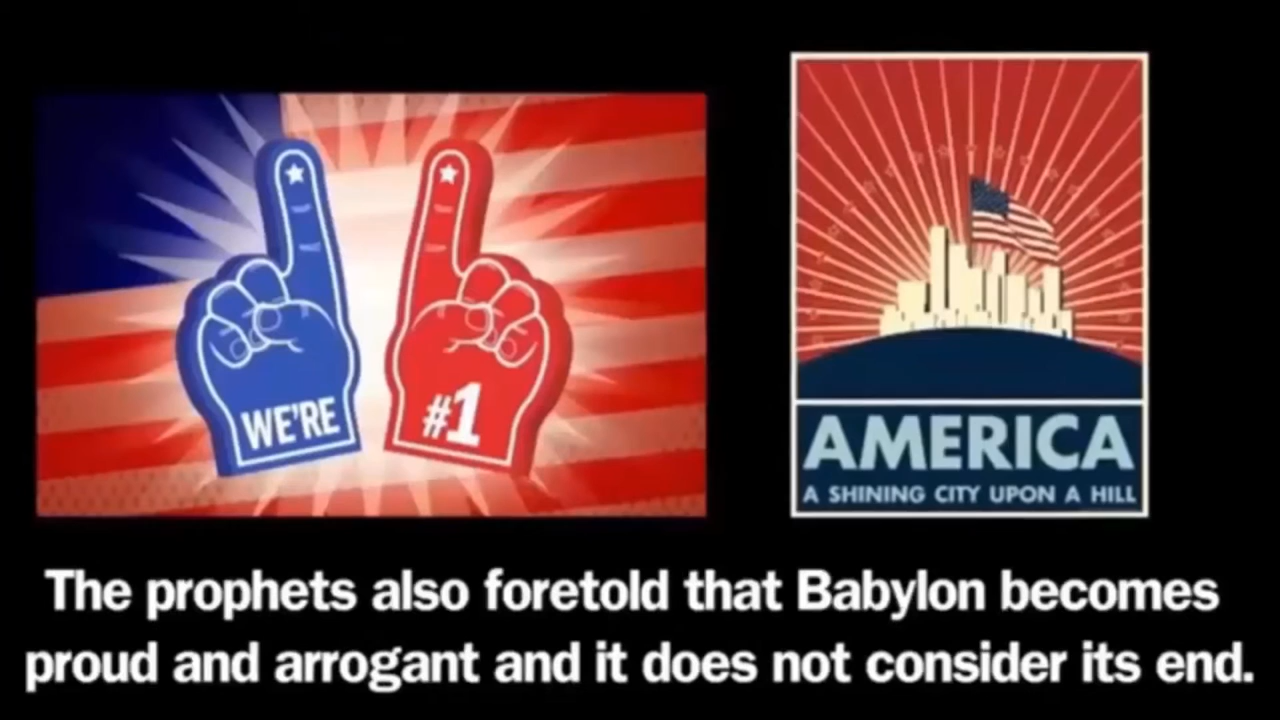 WE'RE
#1
AMERICA
A SHINING CITY UPON A HILL
The prophets also foretold that Babylon becomes
proud and arrogant and it does not consider its end.